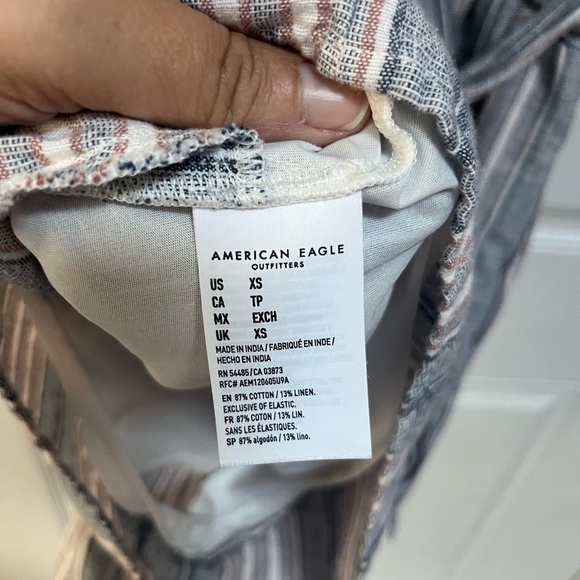 AMERICAN EAGLE
OUTFITTERS
US XS
CA TP
MX EXCH
UK XS
MADE IN INDIA / FABRIQUÉ EN INDE /
HECHO EN INDIA
RN 54485/CA 03873
RFC# AEM120605U9A
EN 87% COTTON / 13% LINEN.
EXCLUSIVE OF ELASTIC.
FR 87% COTON / 13% LIN.
SANS LES ÉLASTIQUES.
SP 87% algodón / 13% lino.